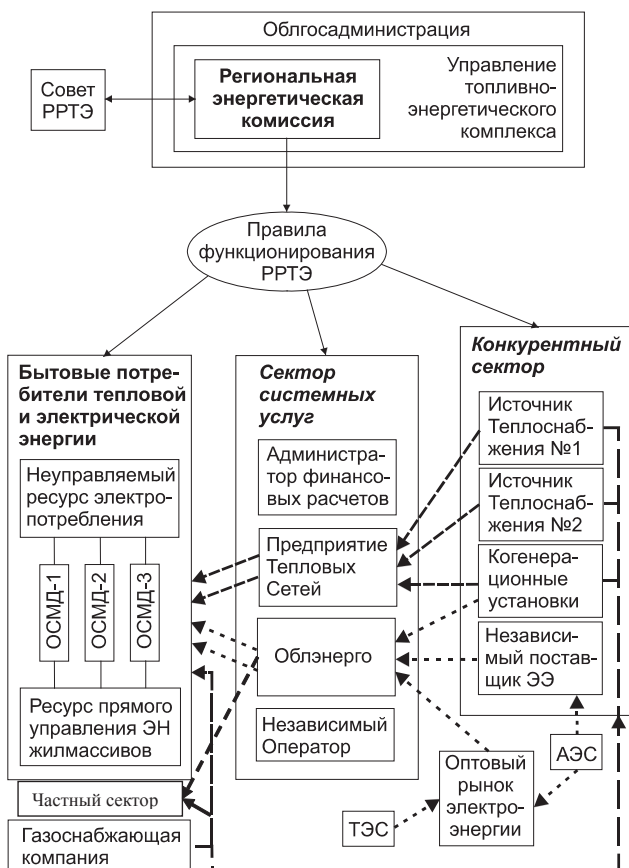 Облгосадминистрация
Совет
РРТЭ
Региональная
энергетическая
комиссия
Управление
топливно-
энергетического
комплекса
Правила
функционирования
РРТЭ
Бытовые потре-
бители тепловой
и электрической
энергии
Неуправляемый
ресурс электро-
потребления
ОСМД-1
ОСМД-2
ОСМД-3
Ресурс прямого
управления ЭН
жилмассивов
Частный сектор
Газоснабжающая
компания
Сектор
системных
услуг
Администра-
тор финансо-
вых расчетов
Предприятие
Тепловых
Сетей
Облэнерго
Независимый
Оператор
Конкурентный
сектор
Источник
Теплоснаб-
жения №1
Источник
Теплоснаб-
жения №2
Когенера-
ционные
установки
Независи-
мый постав-
щик ЭЭ
ТЭС
Оптовый
рынок
электро-
энергии
АЭС